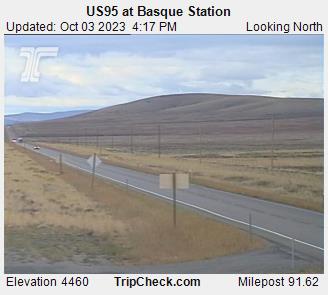 US95 at Basque Station
Updated: Oct 03 2023 4:17 PM
Looking North
Elevation 4460
TripCheck.com
Milepost 91.62